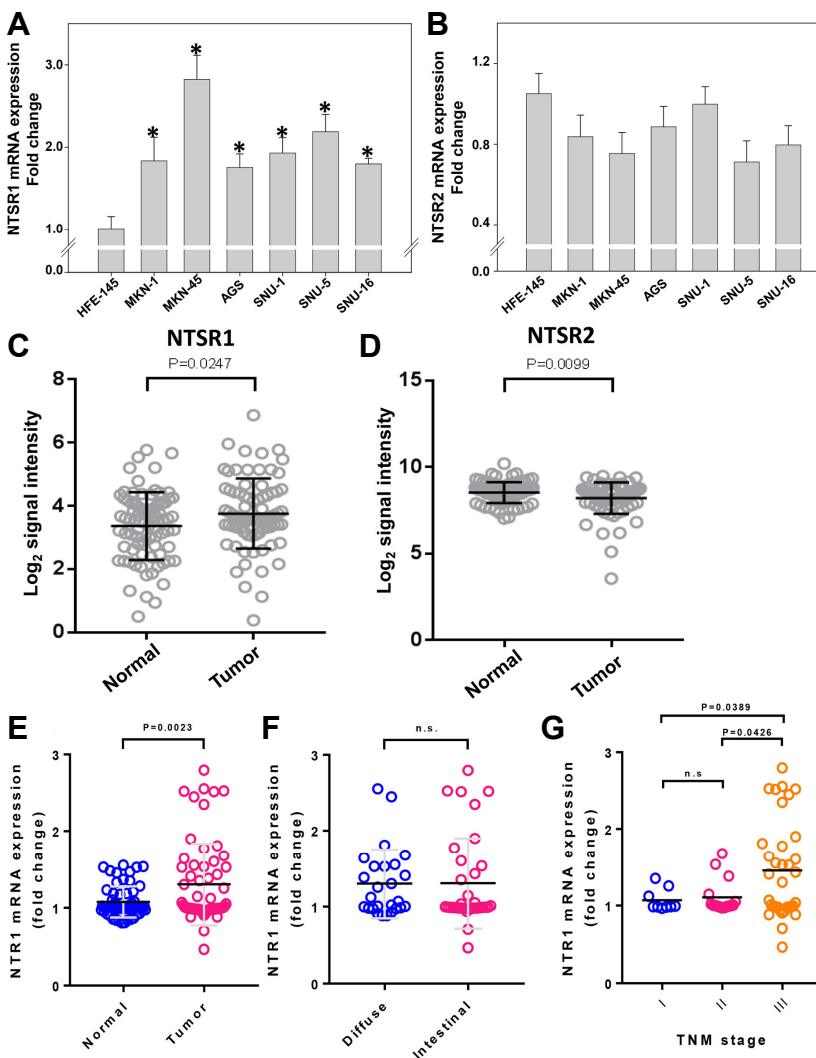 A
NTSR1 mRNA expression
Fold change
3.0
2.0
1.0
0.0
*
*
*
*
*
*
HFE-145
MKN-1
MKN-45
AGS
SNU-1
SNU-5
SNU-16
B
NTSR2 mRNA expression
Fold change
1.2
0.8
0.4
0.0
HFE-145
MKN-1
MKN-45
AGS
SNU-1
SNU-5
SNU-16
C
NTSR1
P=0.0247
Log2 signal intensity
8
6
4
2
0
Normal
Tumor
D
NTSR2
P=0.0099
Log2 signal intensity
15
10
5
0
Normal
Tumor
E
P=0.0023
NTR1 mRNA expression
(fold change)
3
2
1
0
Normal
Tumor
F
n.s.
NTR1 mRNA expression
(fold change)
3
2
1
0
Diffuse
Intestinal
G
P=0.0389
P=0.0426
n.s
NTR1 mRNA expression
(fold change)
3
2
1
0
I
II
III
TNM stage